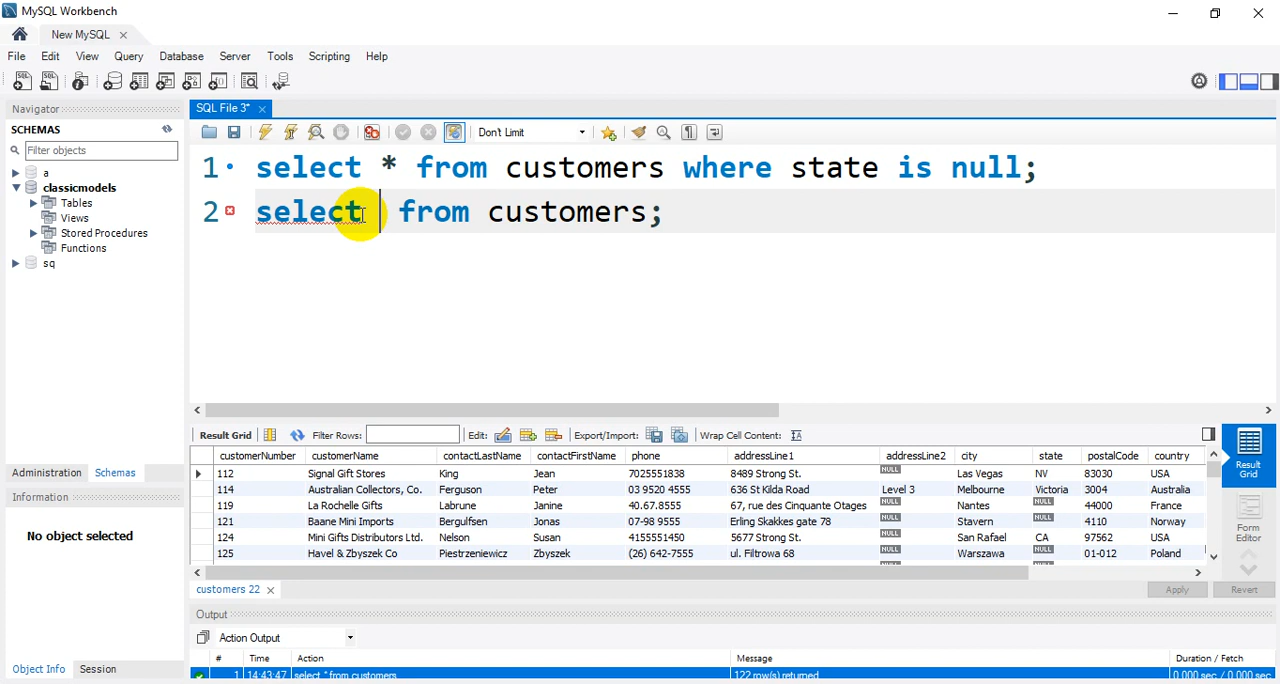 MySQL Workbench
New MySQL
File Edit View Query Database Server Tools Scripting Help
Navigator
SCHEMAS
Filter objects
a
classicmodels
Tables
Views
Stored Procedures
Functions
sq
Administration Schemas
Information
No object selected
Object Info Session
SQL File 3*
Don't Limit
1 select * from customers where state is null;
2 select from customers;
Result Grid Filter Rows: Edit: Export/Import: Wrap Cell Content:
customerNumber customerName contactLastName contactFirstName phone addressLine1 addressLine2 city state postalCode country
112 Signal Gift Stores King Jean 7025551838 8489 Strong St. NULL Las Vegas NV 83030 USA
114 Australian Collectors, Co. Ferguson Peter 03 9520 4555 636 St Kilda Road Level 3 Melbourne Victoria 3004 Australia
119 La Rochelle Gifts Labrune Janine 40.67.8555 67, rue des Cinquante Otages NULL Nantes NULL 44000 France
121 Baane Mini Imports Bergulfsen Jonas 07-98 9555 Erling Skakkes gate 78 NULL Stavern NULL 4110 Norway
124 Mini Gifts Distributors Ltd. Nelson Susan 4155551450 5677 Strong St. NULL San Rafael CA 97562 USA
125 Havel & Zbyszek Co Piestrzeniewicz Zbyszek (26) 642-7555 ul. Filtrowa 68 NULL Warszawa NULL 01-012 Poland
Result Grid
Form Editor
customers 22
Apply Revert
Output
Action Output
# Time Action Message Duration / Fetch
1 14:43:47 select * from customers 122 row(s) returned 0.000 sec / 0.000 sec